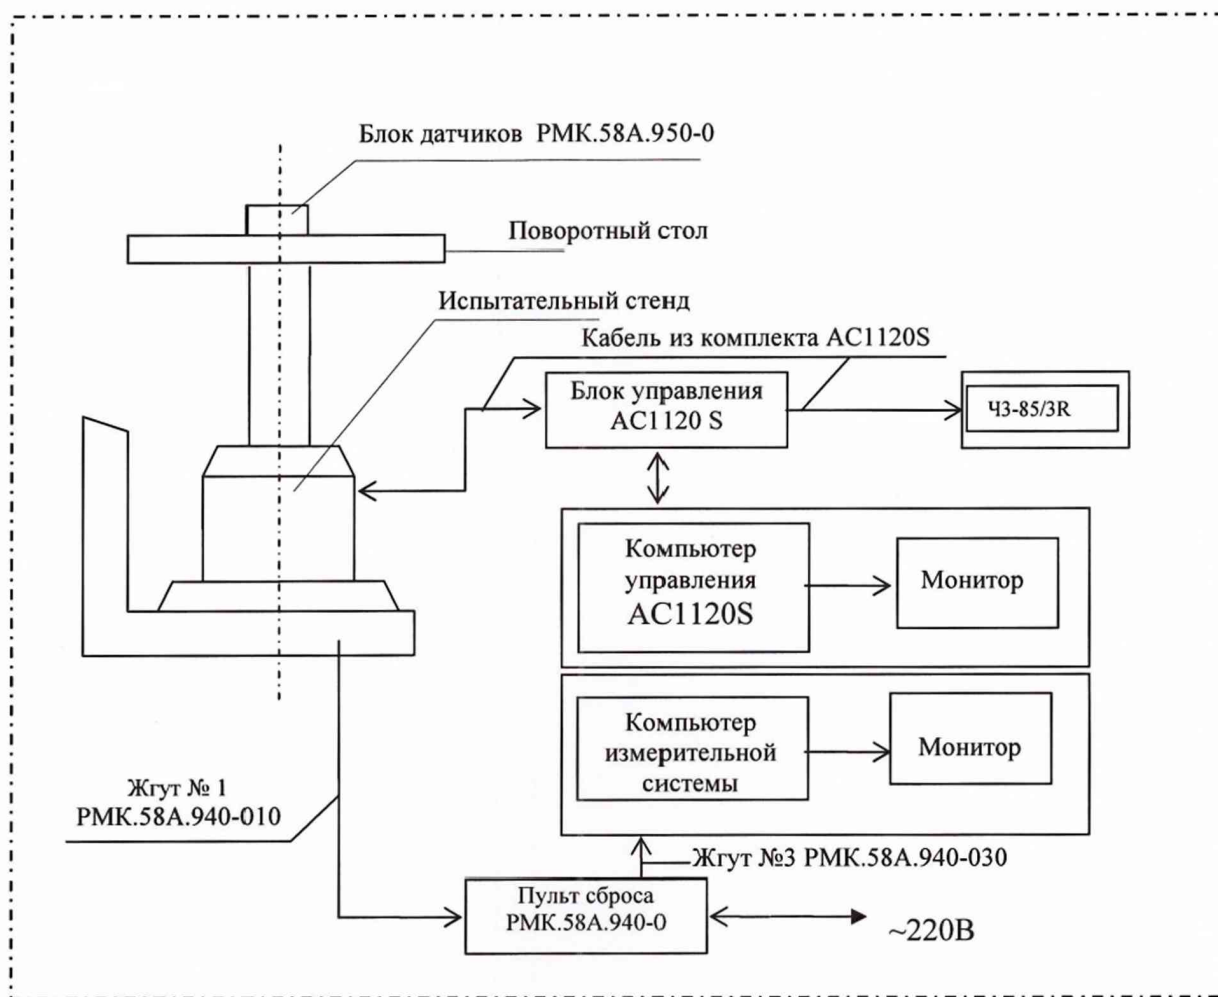 Блок датчиков РМК.58А.950-0
Поворотный стол
Испытательный стенд
Кабель из комплекта АС1120S
Блок управления
АС1120 S
ЧЗ-85/3R
Компьютер
управления
АС1120S
Монитор
Компьютер
измерительной
системы
Монитор
Жгут № 1
РМК.58А.940-010
Жгут №3 РМК.58А.940-030
Пульт сброса
РМК.58А.940-0
~220В